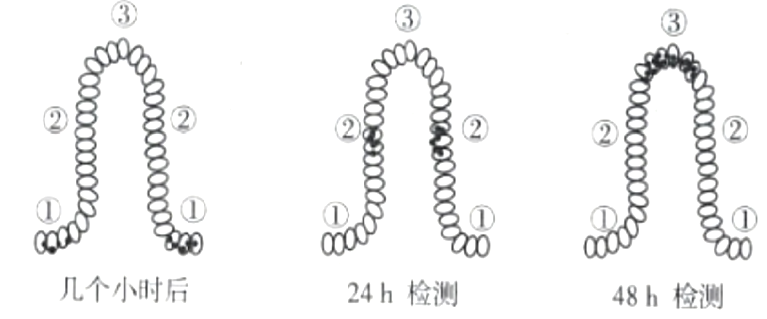 ③ ③ ③
② ② ② ② ② ②
① ① ① ① ① ①
几个小时后 24 h 检测 48 h 检测